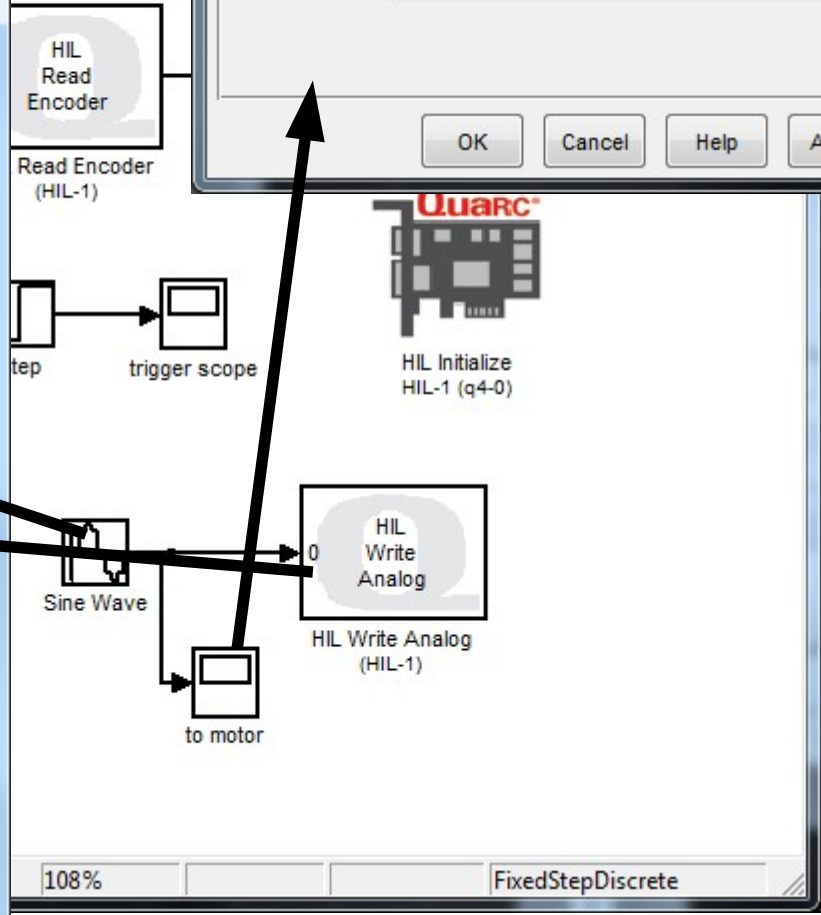 HIL
Read
Encoder
Read Encoder
(HIL-1)
OK Cancel Help A
QuaRC
HIL Initialize
HIL-1 (q4-0)
tep
trigger scope
Sine Wave
0
HIL
Write
Analog
HIL Write Analog
(HIL-1)
to motor
108% FixedStepDiscrete